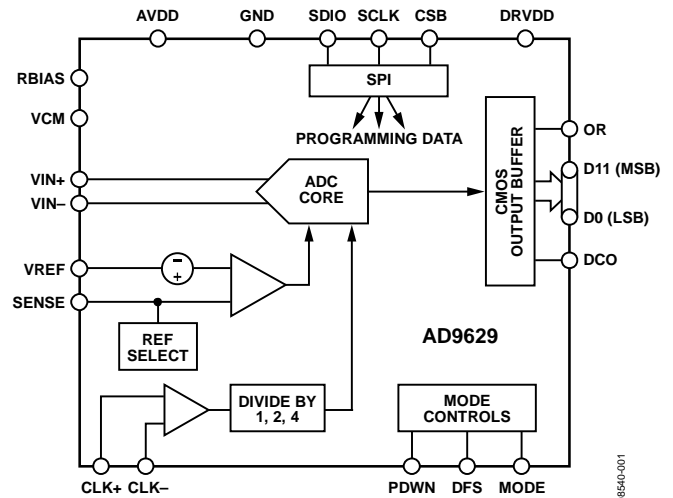 AVDD GND SDIO SCLK CSB DRVDD
RBIAS
VCM
SPI
PROGRAMMING DATA
VIN+
VIN–
ADC
CORE
CMOS
OUTPUT BUFFER
OR
D11 (MSB)
D0 (LSB)
DCO
VREF
SENSE
–
+
REF
SELECT
AD9629
DIVIDE BY
1, 2, 4
MODE
CONTROLS
CLK+ CLK– PDWN DFS MODE
8540-001